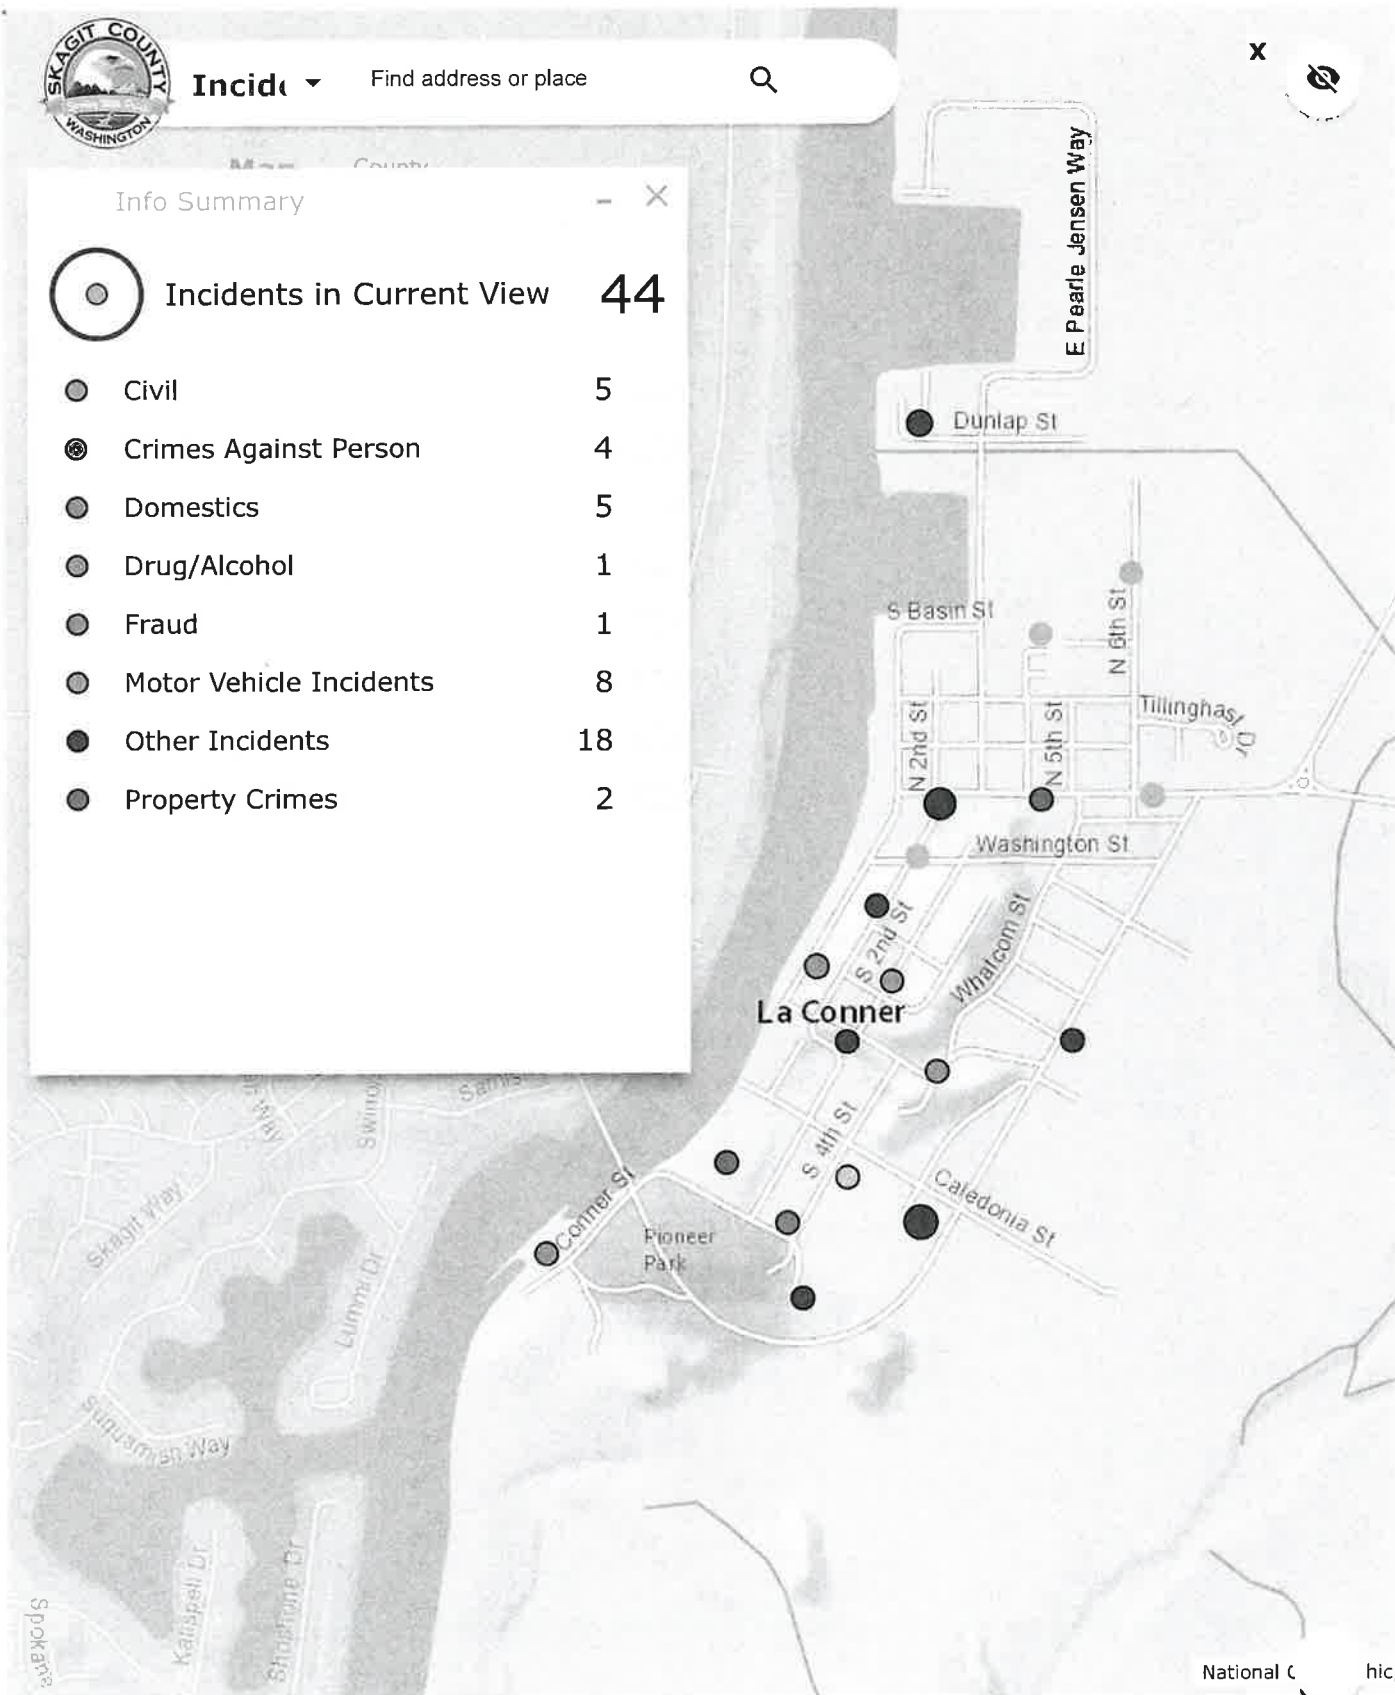 SKAGIT COUNTY
WASHINGTON
Incid
Find address or place
X
County
Info Summary
- ×
Incidents in Current View 44
Civil 5
Crimes Against Person 4
Domestics 5
Drug/Alcohol 1
Fraud 1
Motor Vehicle Incidents 8
Other Incidents 18
Property Crimes 2
E Pearle Jensen Way
Dunlap St
S Basin St
N 6th St
Tillinghast Dr
N 2nd St
N 5th St
Washington St
S 2nd St
Whatcom St
La Conner
S 4th St
Caledonia St
Conner St
Pioneer
Park
Skagit Way
Lummi Dr
Suquamish Way
Kalispell Dr
Shoshone Dr
National
hic